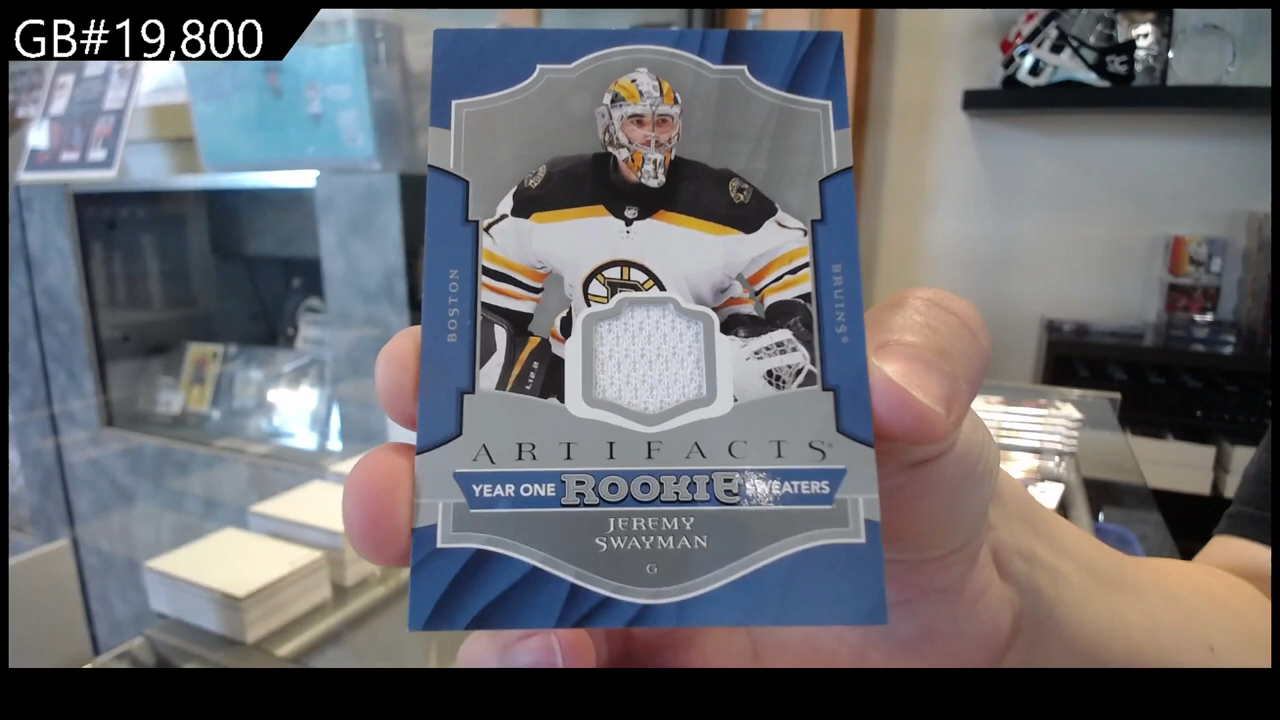 GB#19,800
BOSTON
BRUINS®
ARTIFACTS®
YEAR ONE ROOKIE SWEATERS
JEREMY
SWAYMAN
G